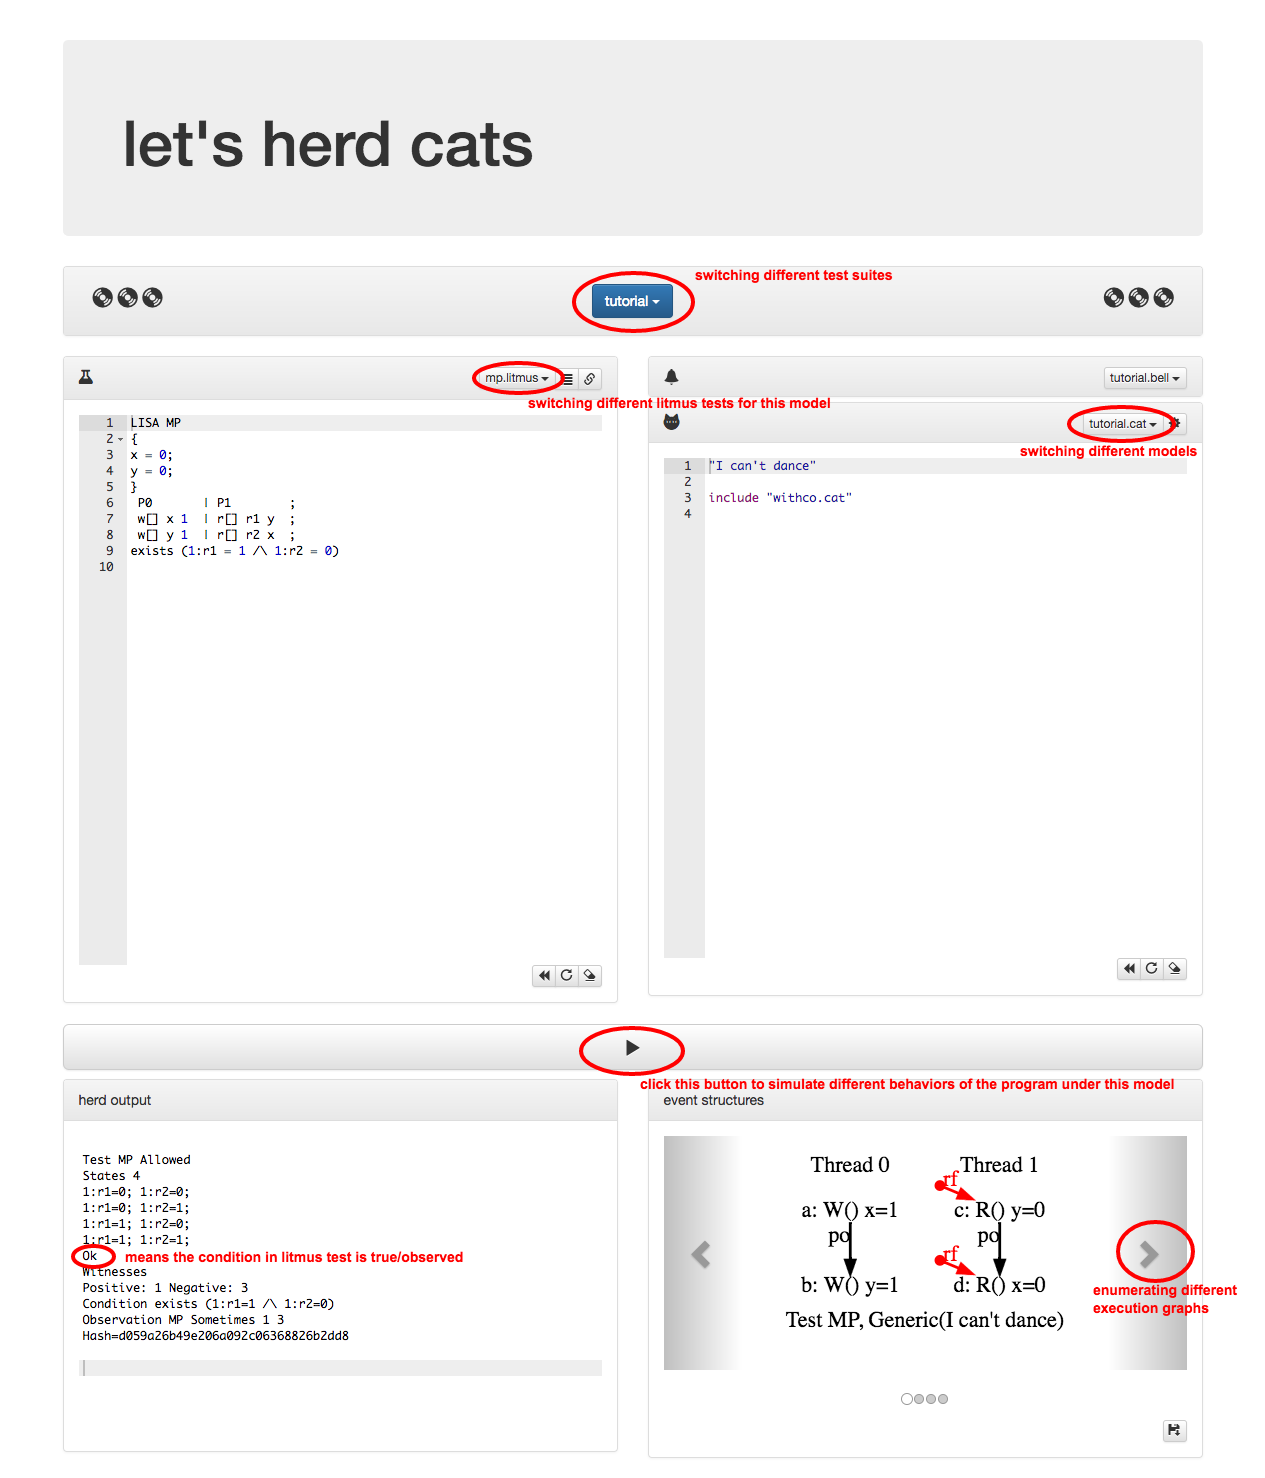 let's herd cats
switching different test suites
tutorial
mp.litmus
switching different litmus tests for this model
1 LISA MP
2 {
3 x = 0;
4 y = 0;
5 }
6 P0 | P1 ;
7 w[] x 1 | r[] r1 y ;
8 w[] y 1 | r[] r2 x ;
9 exists (1:r1 = 1 /\ 1:r2 = 0)
10
tutorial.bell
tutorial.cat
switching different models
1 "I can't dance"
2
3 include "withco.cat"
4
click this button to simulate different behaviors of the program under this model
herd output
Test MP Allowed
States 4
1:r1=0; 1:r2=0;
1:r1=0; 1:r2=1;
1:r1=1; 1:r2=0;
1:r1=1; 1:r2=1;
Ok means the condition in litmus test is true/observed
Witnesses
Positive: 1 Negative: 3
Condition exists (1:r1=1 /\ 1:r2=0)
Observation MP Sometimes 1 3
Hash=d059a26b49e206a092c06368826b2dd8
event structures
Thread 0 Thread 1
rf
a: W() x=1 c: R() y=0
po po
rf
b: W() y=1 d: R() x=0
Test MP, Generic(I can't dance)
enumerating different
execution graphs